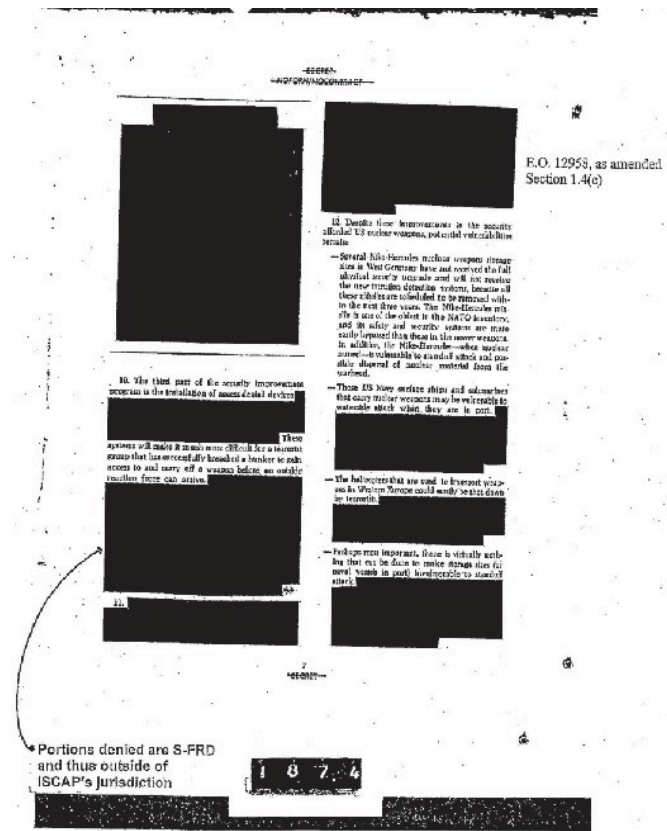 SECRET
NOFORN/NOCONTRACT
10. The third part of the security improvement
program is the installation of access denial devices
These
systems will make it much more difficult for a terrorist
group that has successfully breached a bunker to gain
access to and carry off a weapon before an outside
reaction force can arrive.
11.
E.O. 12958, as amended
Section 1.4(c)
12. Despite these improvements in the security
afforded US nuclear weapons, potential vulnerabilities
remain:
—Several Nike-Hercules nuclear weapons storage
sites in West Germany have not received the full
physical security upgrade and will not receive
the new intrusion detection systems, because all
these missiles are scheduled to be removed with-
in the next three years. The Nike-Hercules mis-
sile is one of the oldest in the NATO inventory,
and its safety and security systems are more
easily bypassed than those in the newer weapons.
In addition, the Nike-Hercules—when nuclear
armed—is vulnerable to standoff attack and pos-
sible dispersal of nuclear material from the
warhead.
—Those US Navy surface ships and submarines
that carry nuclear weapons may be vulnerable to
waterside attack when they are in port.
—The helicopters that are used to transport weap-
ons in Western Europe could easily be shot down
by terrorists.
—Perhaps most important, there is virtually noth-
ing that can be done to make storage sites (or
naval vessels in port) invulnerable to standoff
attack.
7
SECRET
Portions denied are S-FRD
and thus outside of
ISCAP's jurisdiction
1 8 7 4